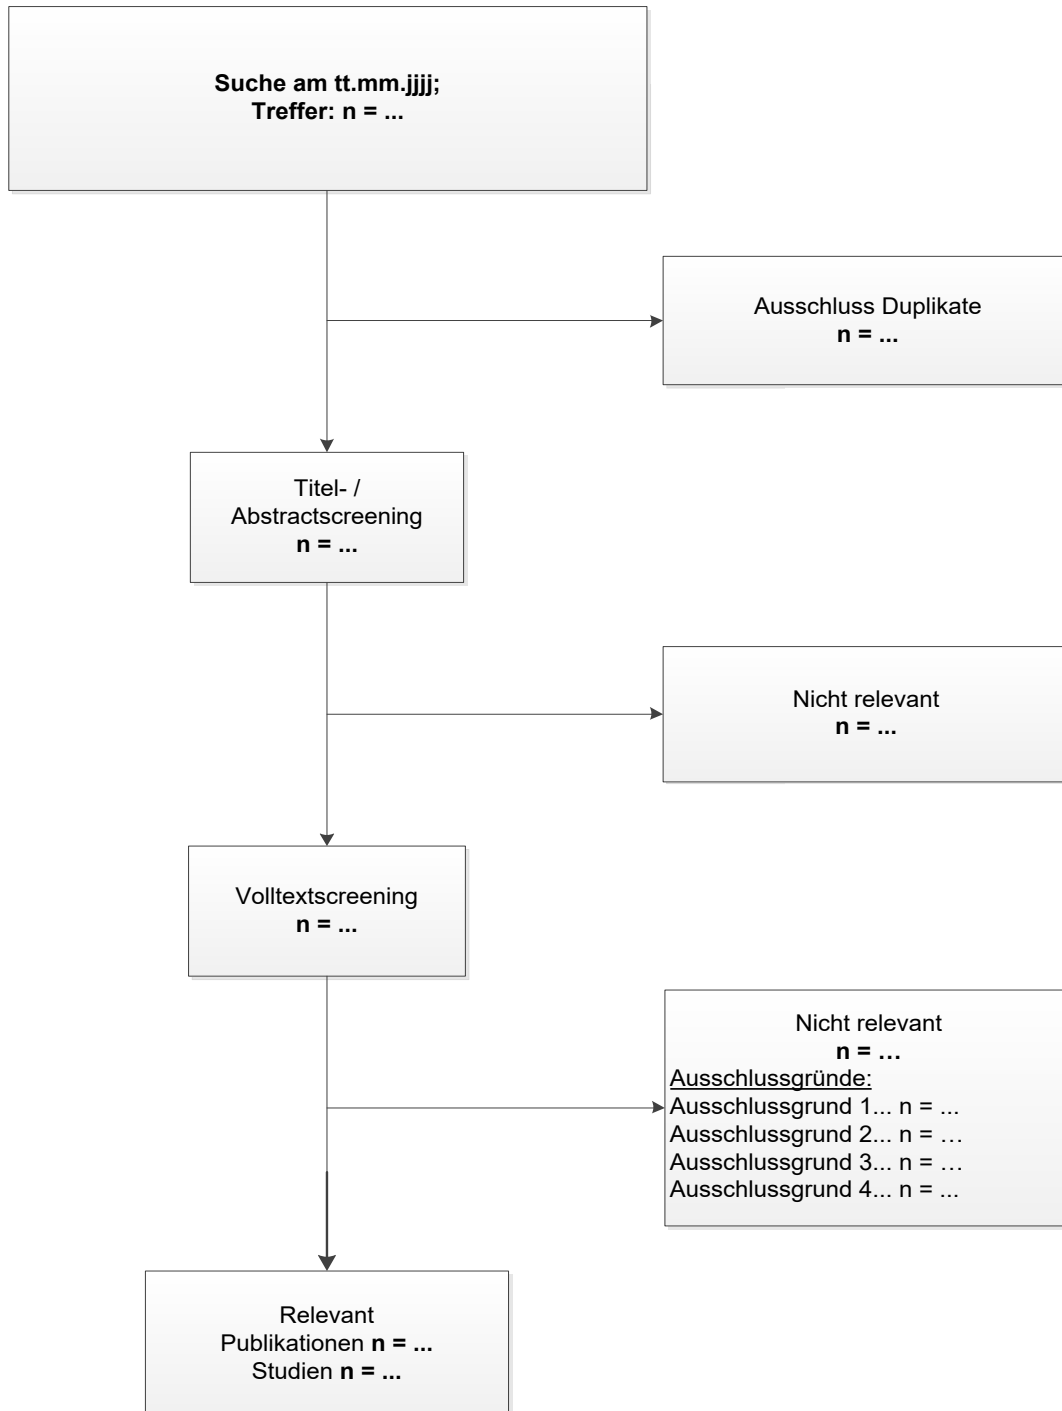 Suche am tt.mm.jjjj;
Treffer: n = ...
Ausschluss Duplikate
n = ...
Titel- /
Abstractscreening
n = ...
Nicht relevant
n = ...
Volltextscreening
n = ...
Nicht relevant
n = …
Ausschlussgründe:
Ausschlussgrund 1... n = ...
Ausschlussgrund 2... n = …
Ausschlussgrund 3... n = …
Ausschlussgrund 4... n = ...
Relevant
Publikationen n = ...
Studien n = ...